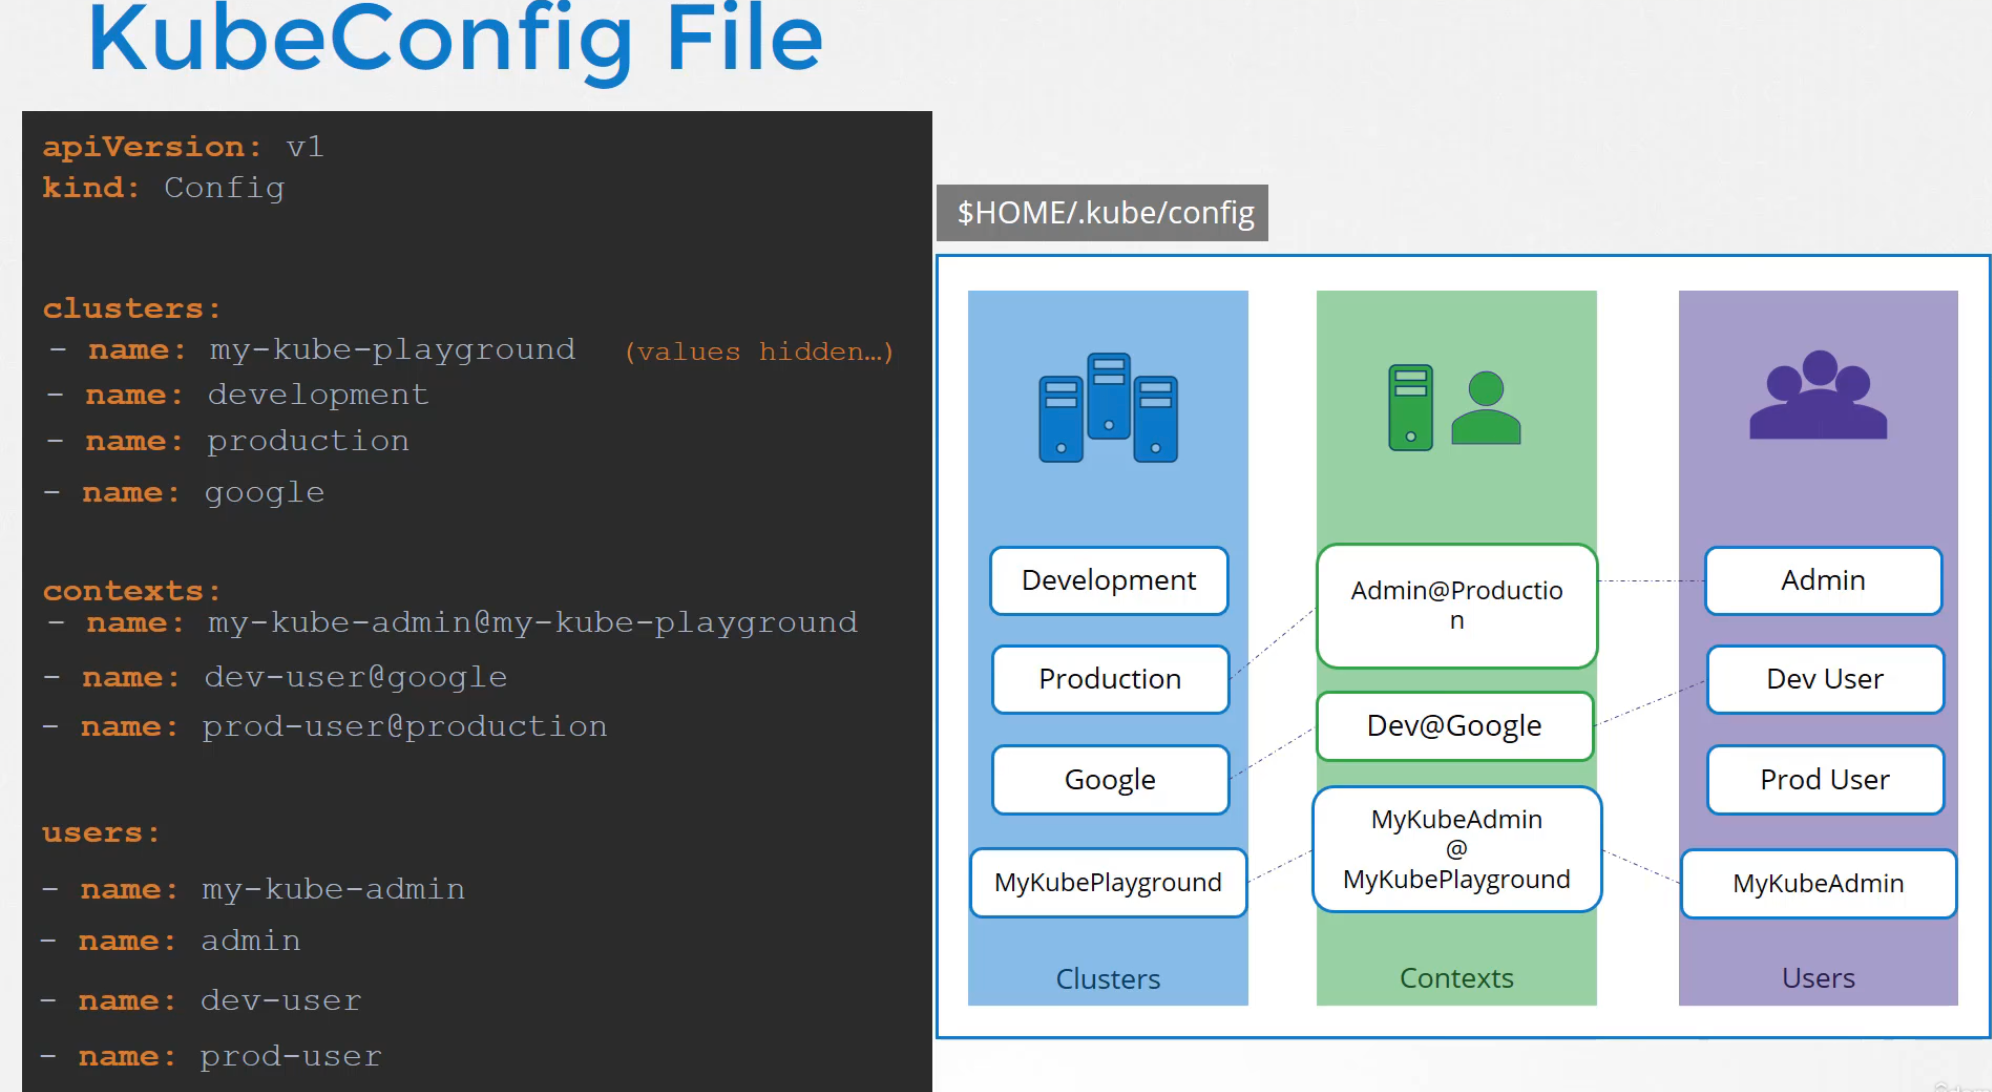 KubeConfig File
apiVersion: v1
kind: Config
clusters:
- name: my-kube-playground (values hidden…)
- name: development
- name: production
- name: google
contexts:
- name: my-kube-admin@my-kube-playground
- name: dev-user@google
- name: prod-user@production
users:
- name: my-kube-admin
- name: admin
- name: dev-user
- name: prod-user
$HOME/.kube/config
Development
Production
Google
MyKubePlayground
Clusters
Admin@Productio
n
Dev@Google
MyKubeAdmin
@
MyKubePlayground
Contexts
Admin
Dev User
Prod User
MyKubeAdmin
Users